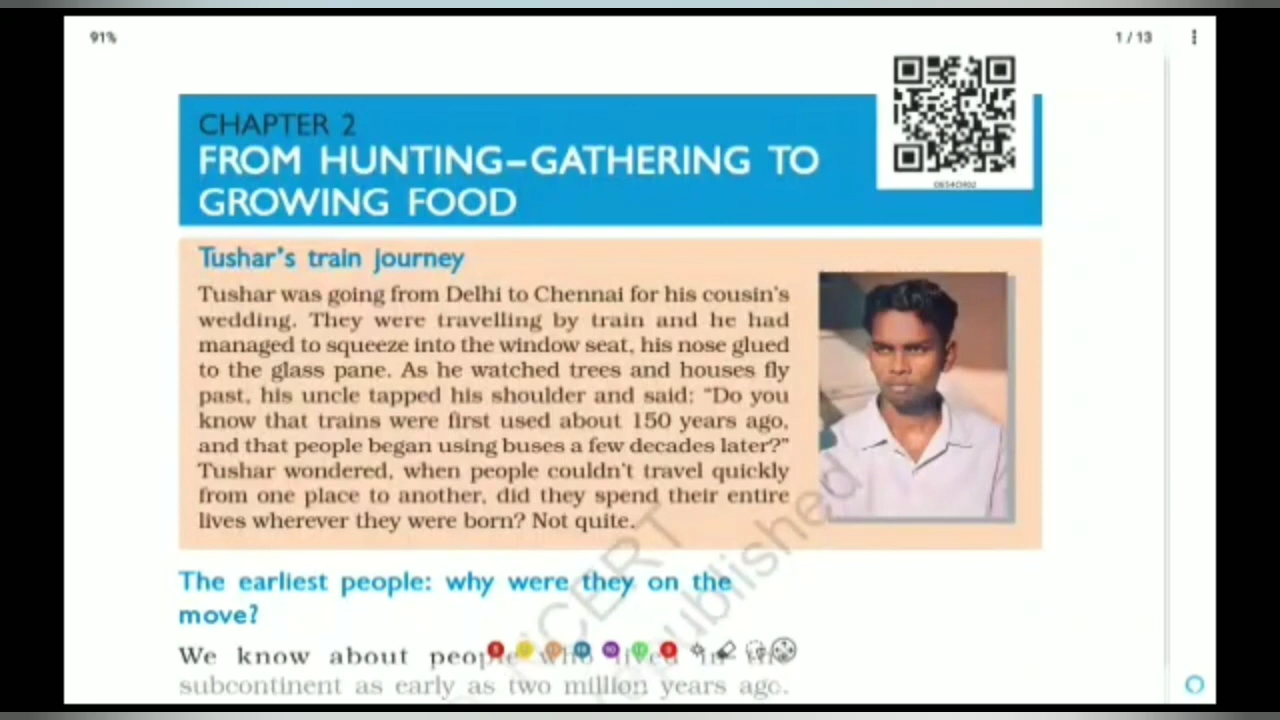 91%
1 / 13
CHAPTER 2
FROM HUNTING–GATHERING TO
GROWING FOOD
Tushar's train journey
Tushar was going from Delhi to Chennai for his cousin's
wedding. They were travelling by train and he had
managed to squeeze into the window seat, his nose glued
to the glass pane. As he watched trees and houses fly
past, his uncle tapped his shoulder and said: "Do you
know that trains were first used about 150 years ago,
and that people began using buses a few decades later?"
Tushar wondered, when people couldn't travel quickly
from one place to another, did they spend their entire
lives wherever they were born? Not quite.
The earliest people: why were they on the
move?
We know about people who lived in the
subcontinent as early as two million years ago.
NCERT
published